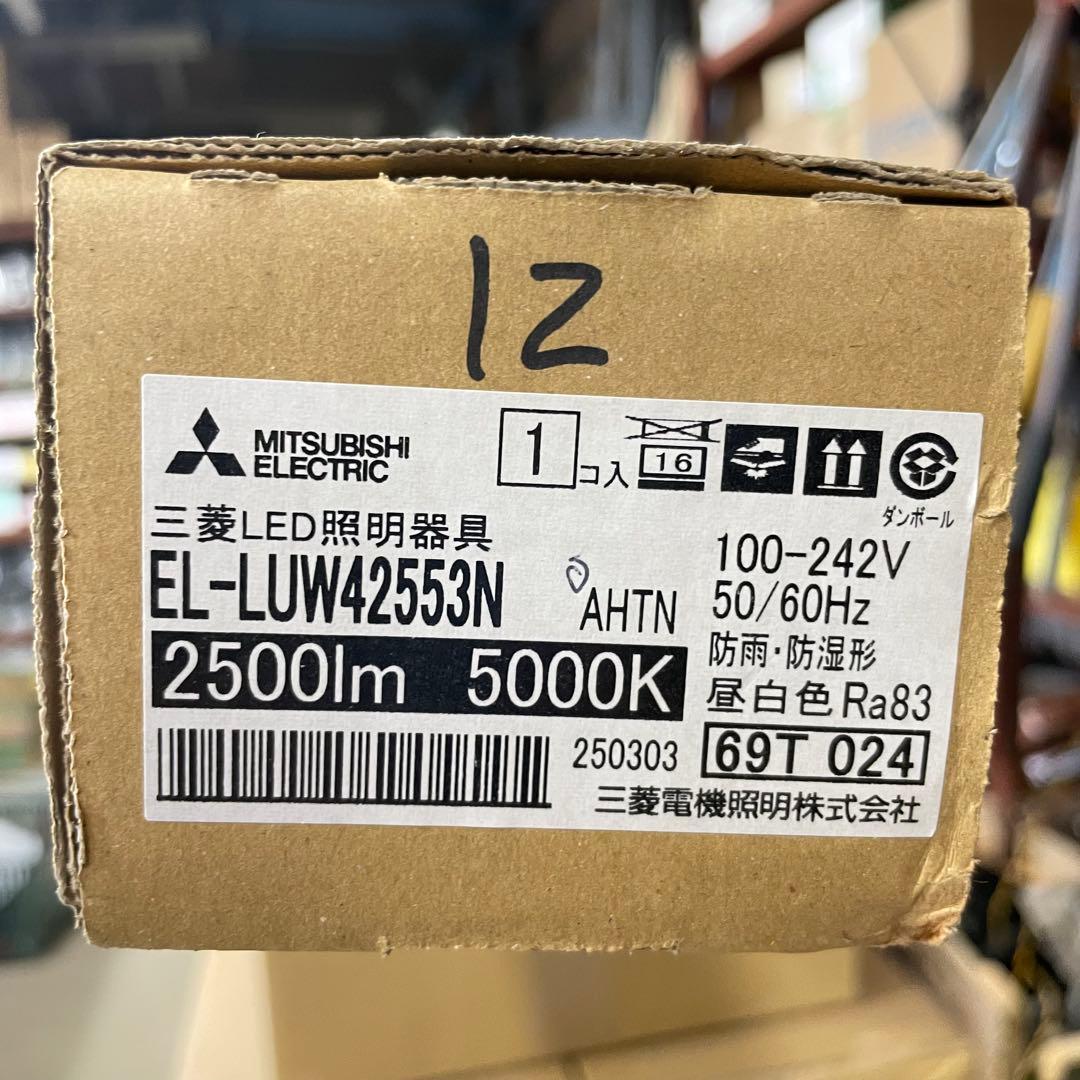 12
MITSUBISHI
ELECTRIC
1
コ入
16
ダンボール
三菱LED照明器具
EL-LUW42553N
AHTN
2500lm 5000K
100-242V
50/60Hz
防雨・防湿形
昼白色 Ra83
250303
69T 024
三菱電機照明株式会社